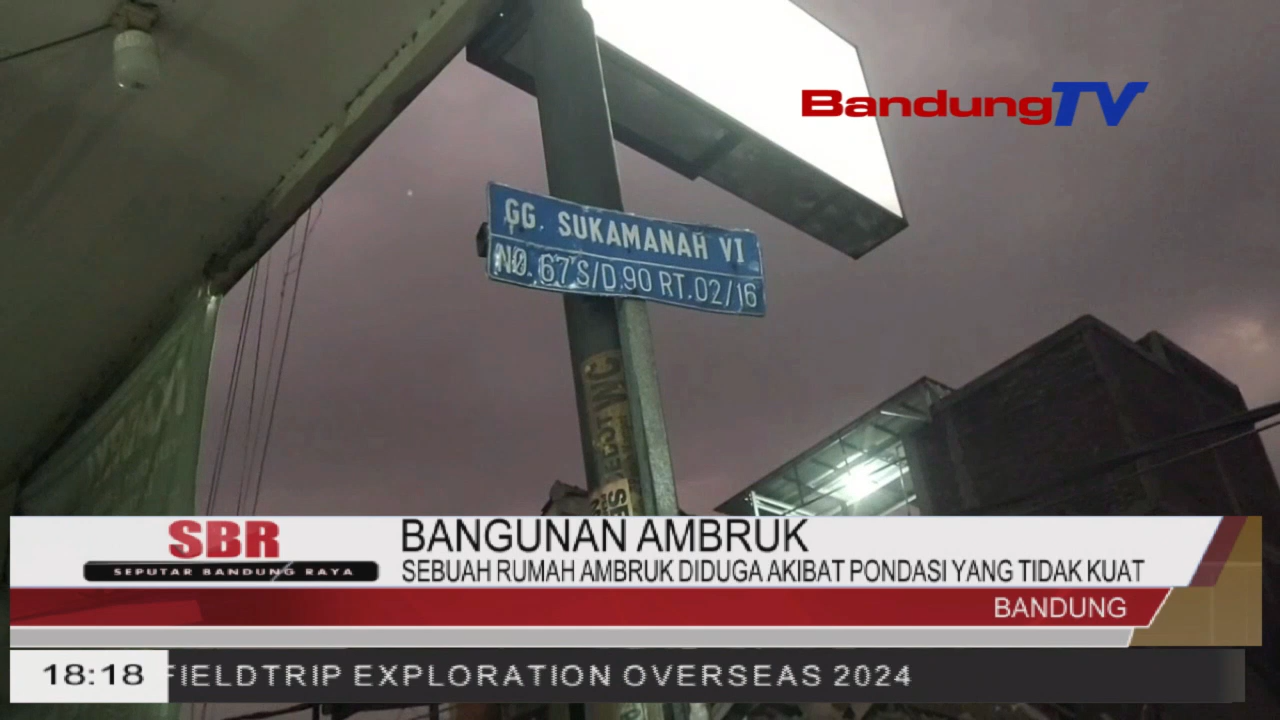 BandungTV
GG. SUKAMANAH VI
NO. 67 S/D.90 RT.02/16
WC
SBR
SEPUTAR BANDUNG RAYA
BANGUNAN AMBRUK
SEBUAH RUMAH AMBRUK DIDUGA AKIBAT PONDASI YANG TIDAK KUAT
BANDUNG
18:18
FIELDTRIP EXPLORATION OVERSEAS 2024